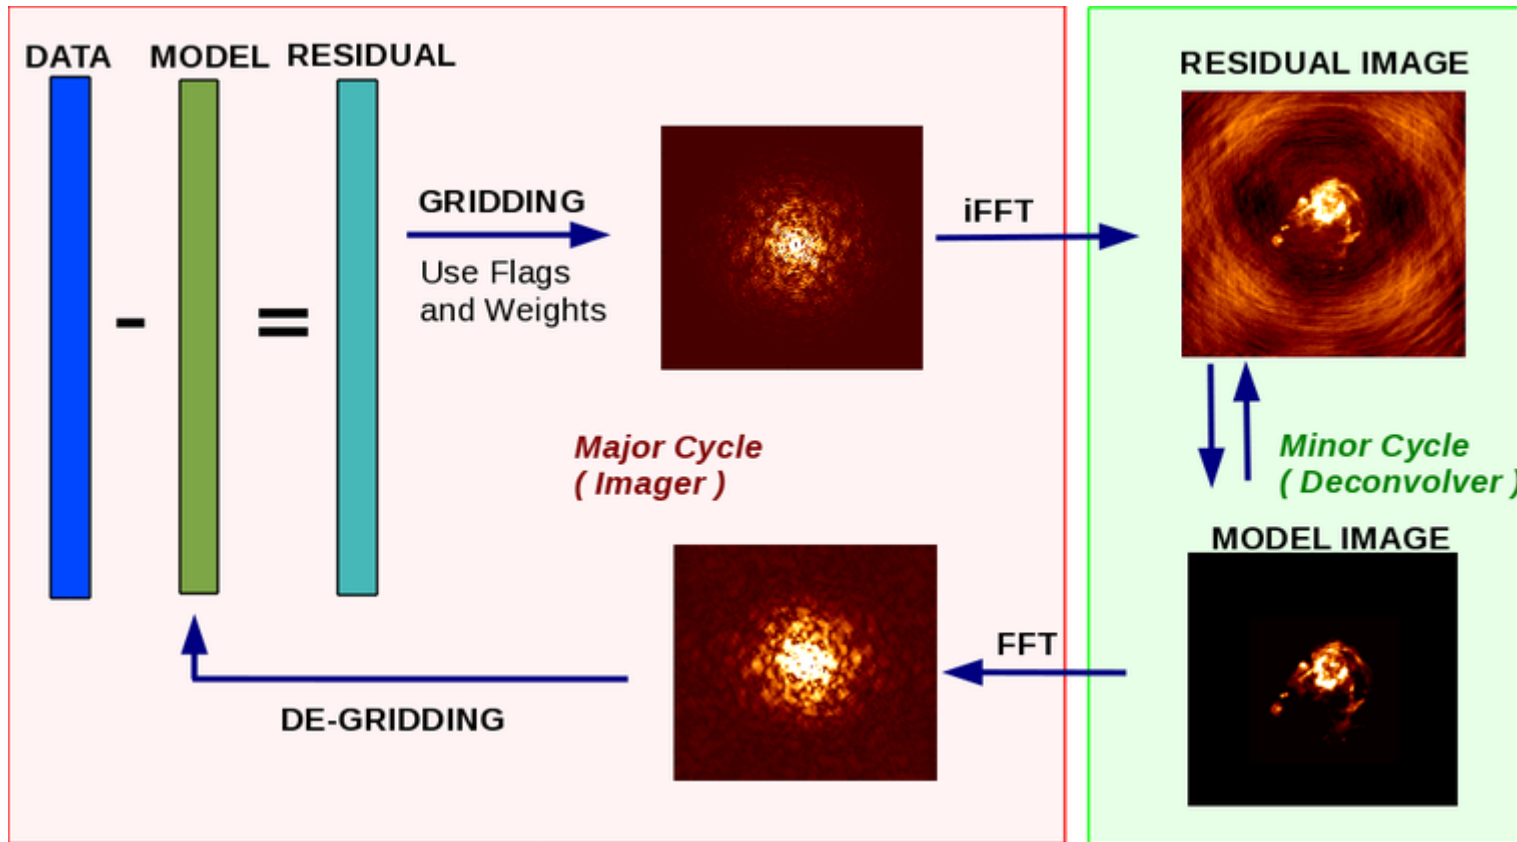 DATA
MODEL
RESIDUAL
-
=
GRIDDING
Use Flags
and Weights
iFFT
RESIDUAL IMAGE
Major Cycle
( Imager )
Minor Cycle
( Deconvolver )
MODEL IMAGE
FFT
DE-GRIDDING